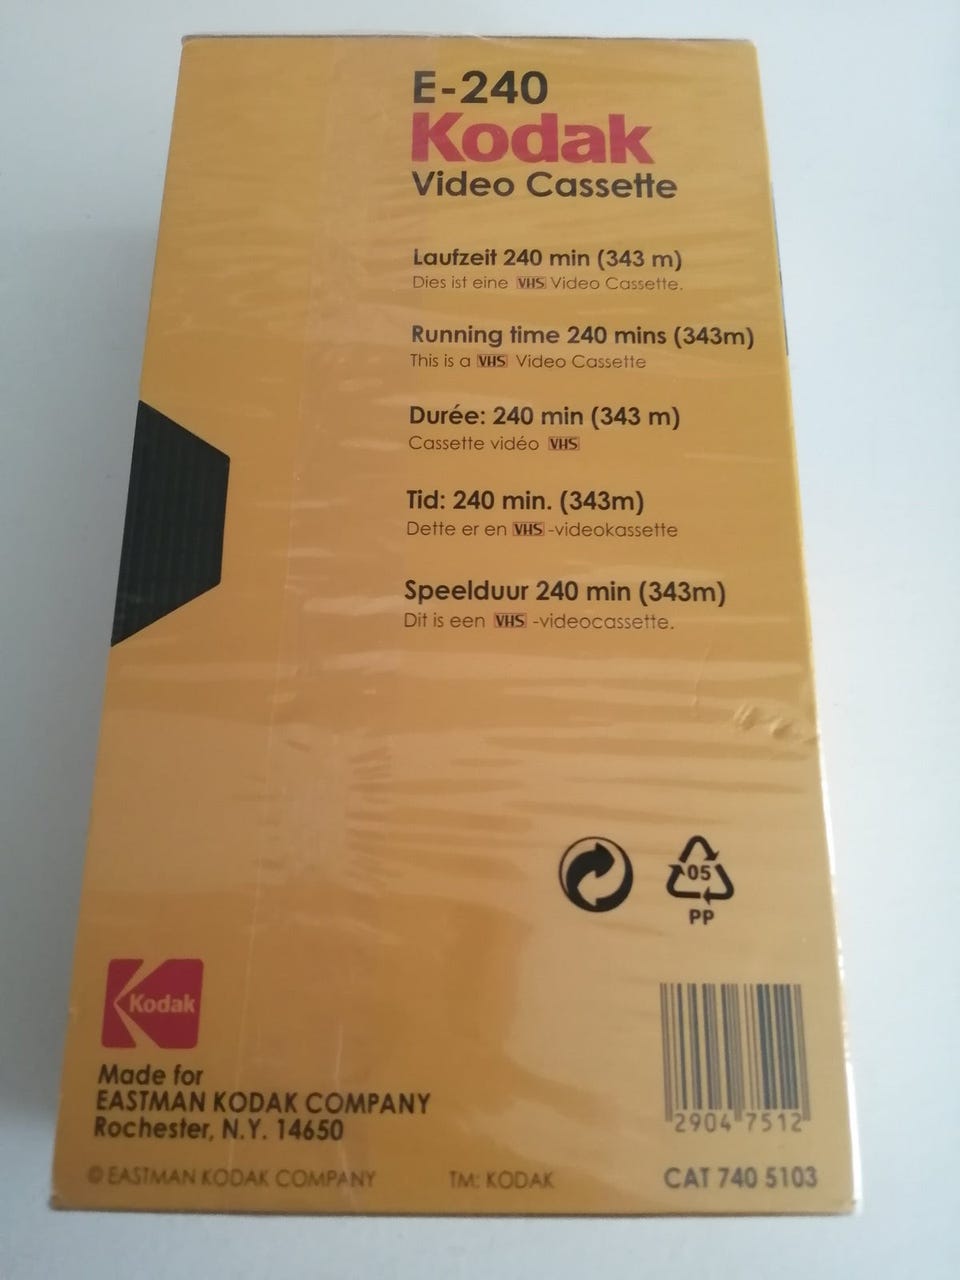 E-240
Kodak
Video Cassette
Laufzeit 240 min (343 m)
Dies ist eine VHS Video Cassette.
Running time 240 mins (343m)
This is a VHS Video Cassette
Durée: 240 min (343 m)
Cassette vidéo VHS
Tid: 240 min. (343m)
Dette er en VHS-videokassette
Speelduur 240 min (343m)
Dit is een VHS-videocassette.
05
PP
Kodak
Made for
EASTMAN KODAK COMPANY
Rochester, N.Y. 14650
2904 7512
© EASTMAN KODAK COMPANY TM: KODAK CAT 740 5103